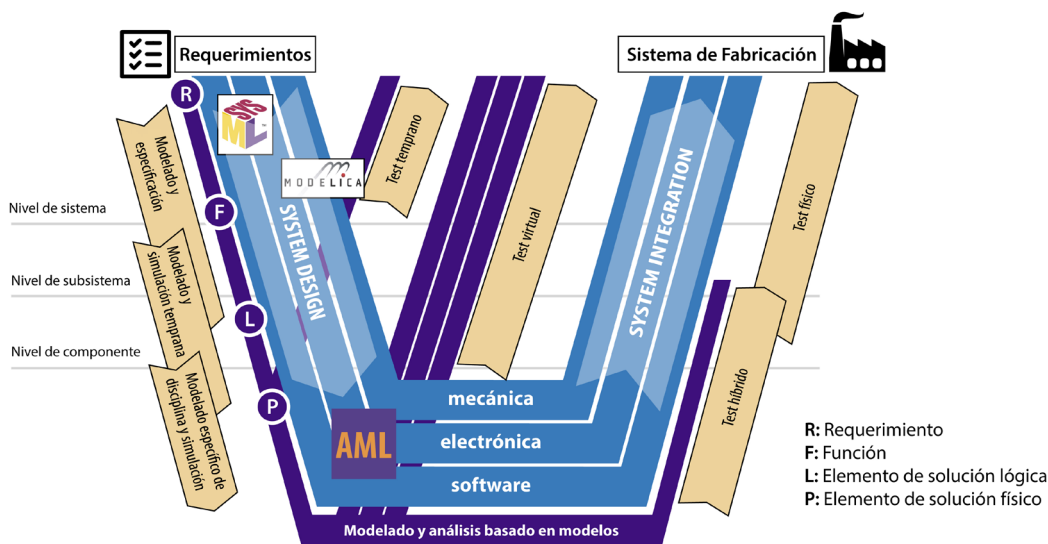 Requerimientos
Sistema de Fabricación
R
SYS
ML
MODELICA
Test temprano
Modelado y
especificación
Nivel de sistema
F
SYSTEM DESIGN
Test virtual
SYSTEM INTEGRATION
Test físico
Nivel de subsistema
Modelado y
simulación temprana
L
Nivel de componente
Modelado específico de
disciplina y simulación
P
mecánica
Test híbrido
AML
electrónica
software
Modelado y análisis basado en modelos
R: Requerimiento
F: Función
L: Elemento de solución lógica
P: Elemento de solución físico